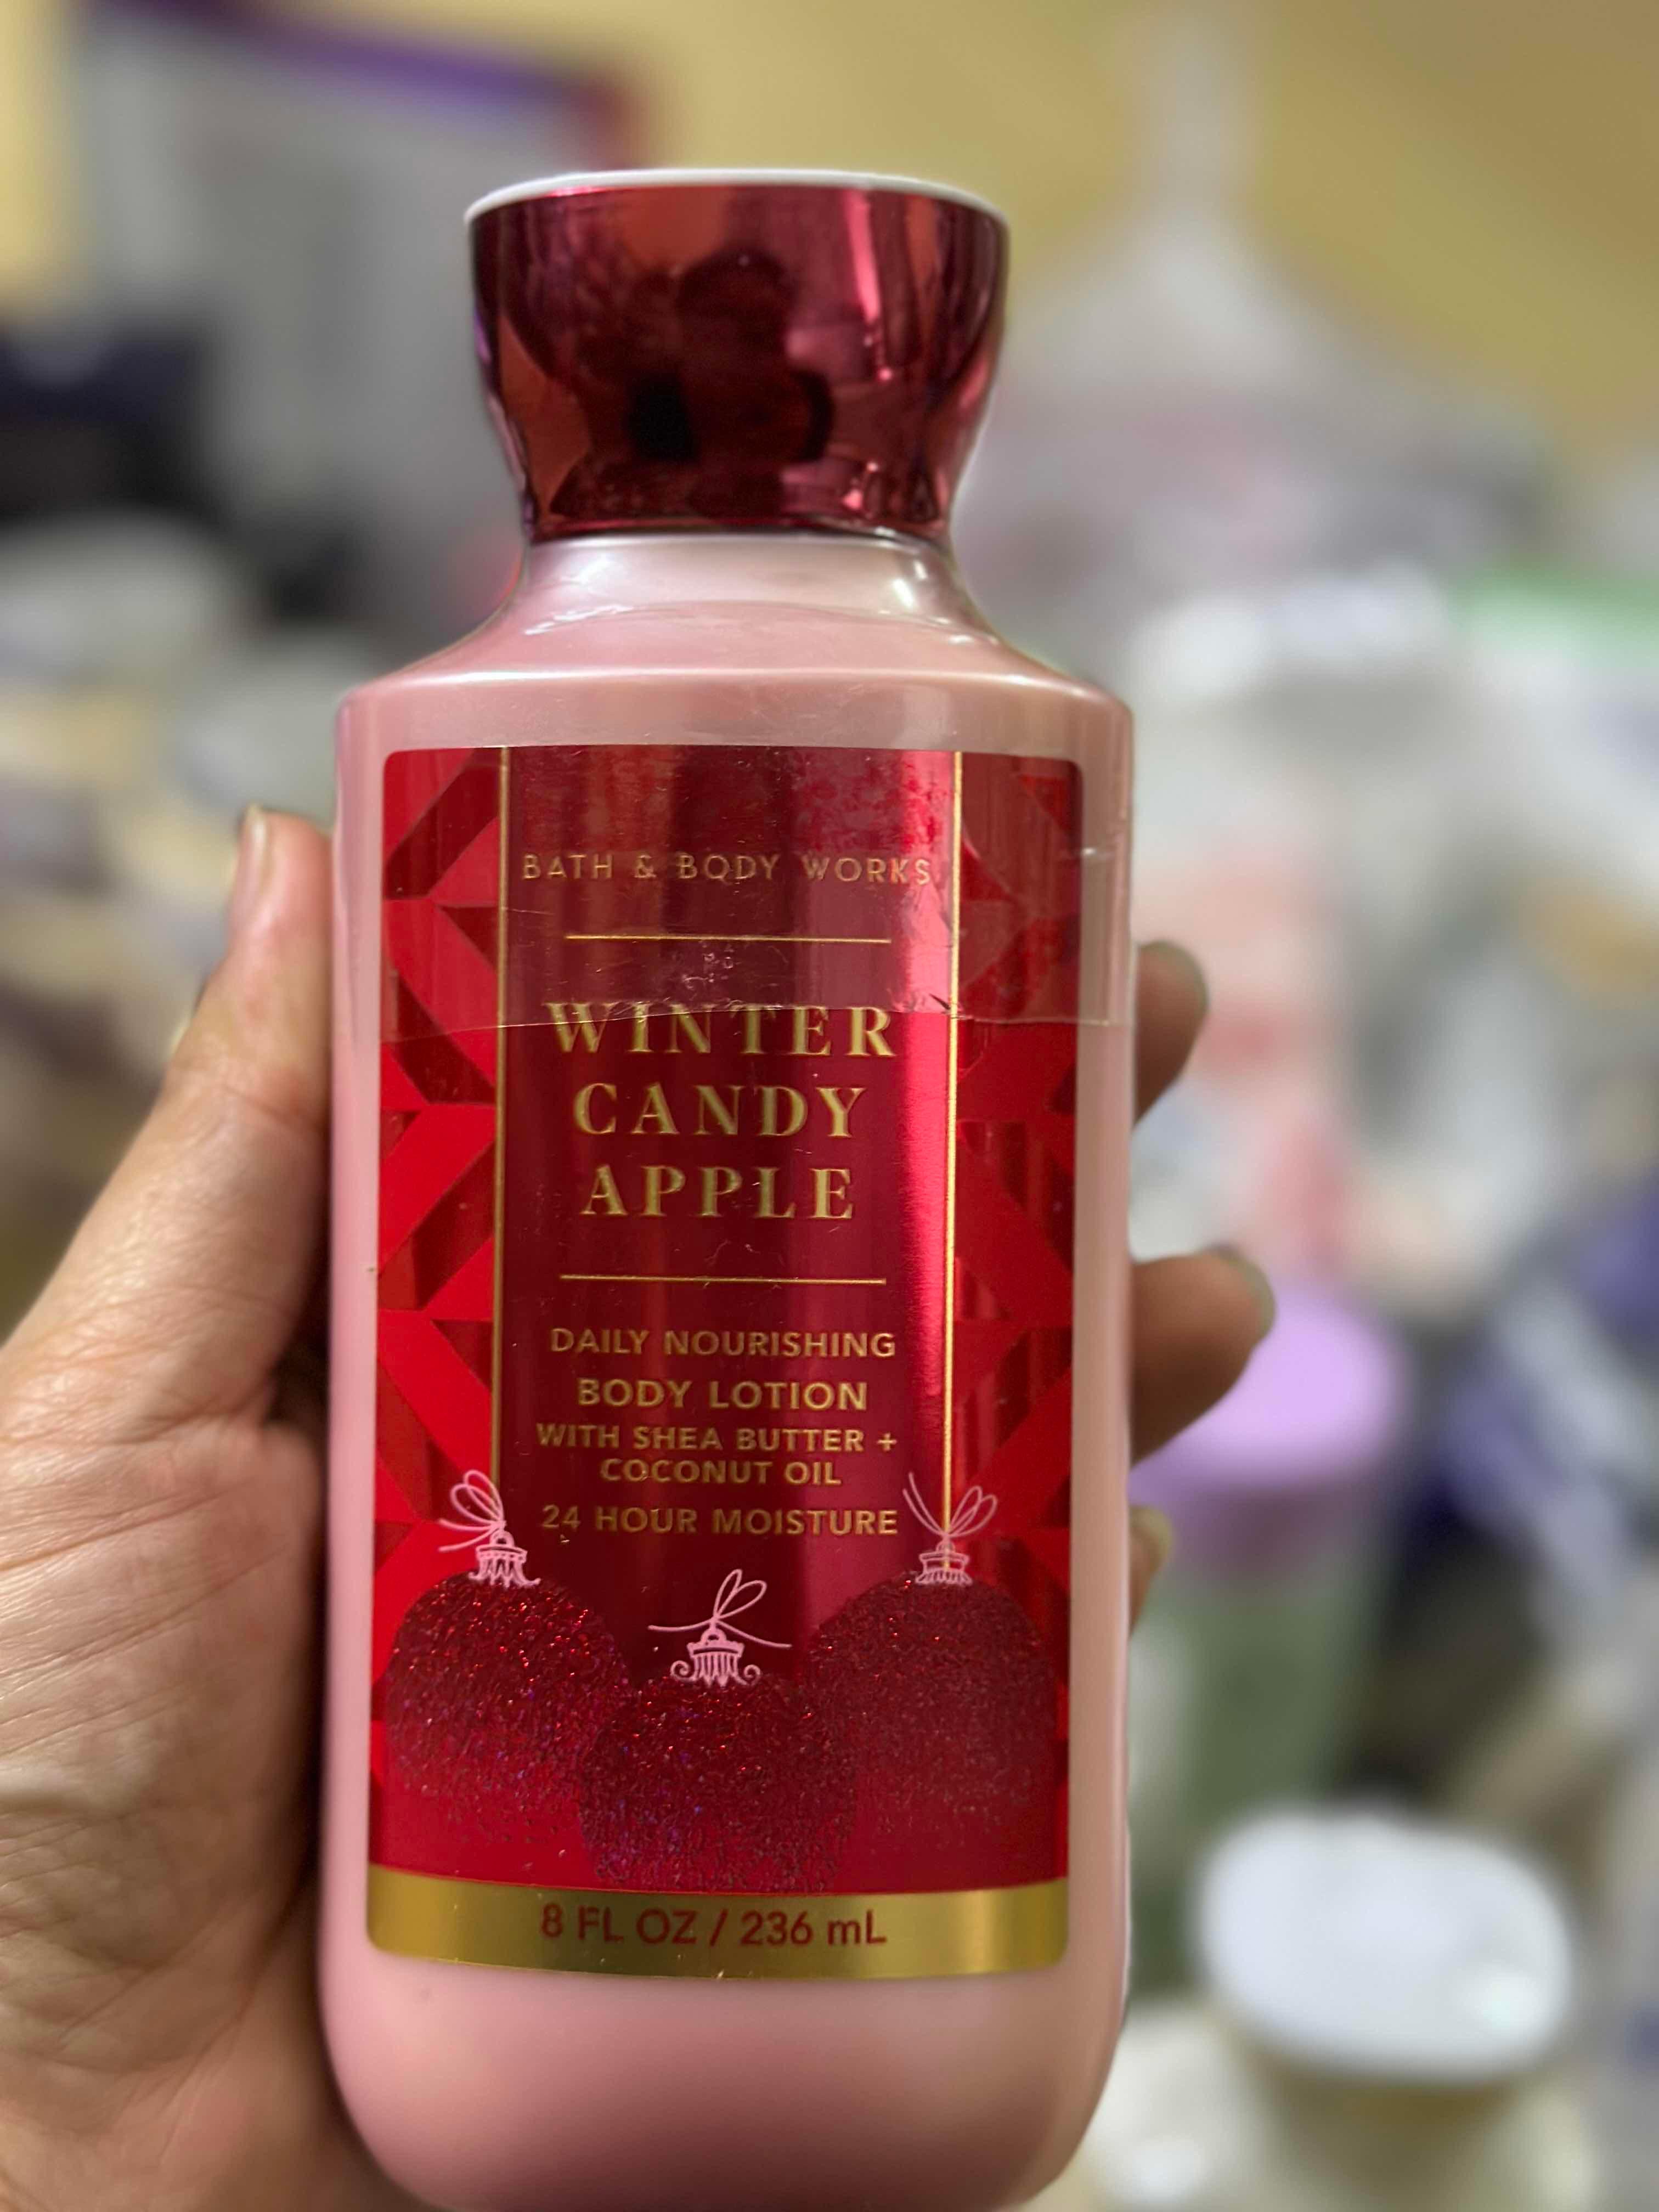 BATH & BODY WORKS
WINTER
CANDY
APPLE
DAILY NOURISHING
BODY LOTION
WITH SHEA BUTTER +
COCONUT OIL
24 HOUR MOISTURE
8 FL OZ / 236 mL